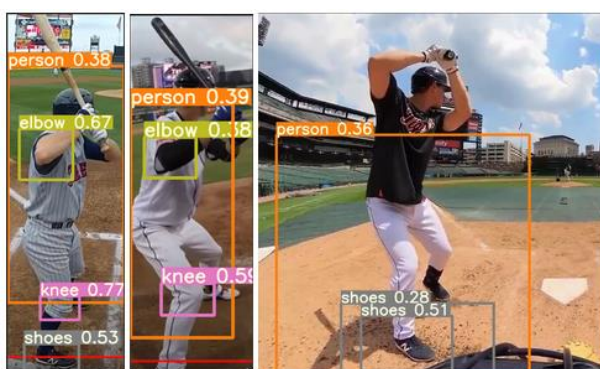 person 0.38
elbow 0.67
knee 0.77
shoes 0.53
person 0.39
elbow 0.38
knee 0.59
person 0.36
shoes 0.28
shoes 0.51